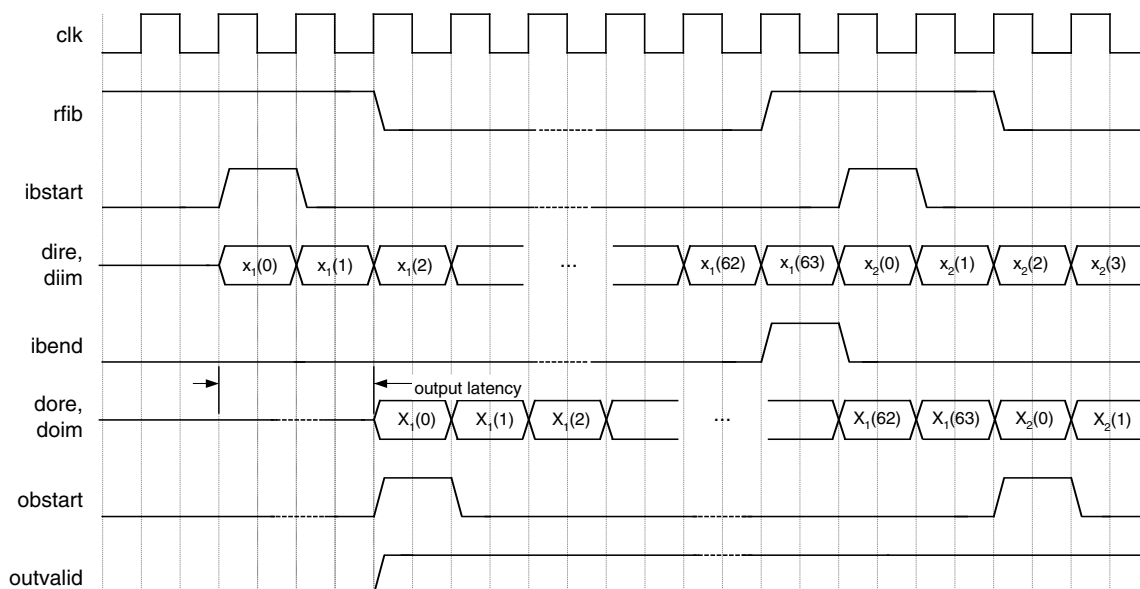 clk
rfib
ibstart
dire,
diim
x₁(0) x₁(1) x₁(2) ... x₁(62) x₁(63) x₂(0) x₂(1) x₂(2) x₂(3)
ibend
output latency
dore,
doim
X₁(0) X₁(1) X₁(2) ... X₁(62) X₁(63) X₂(0) X₂(1)
obstart
outvalid